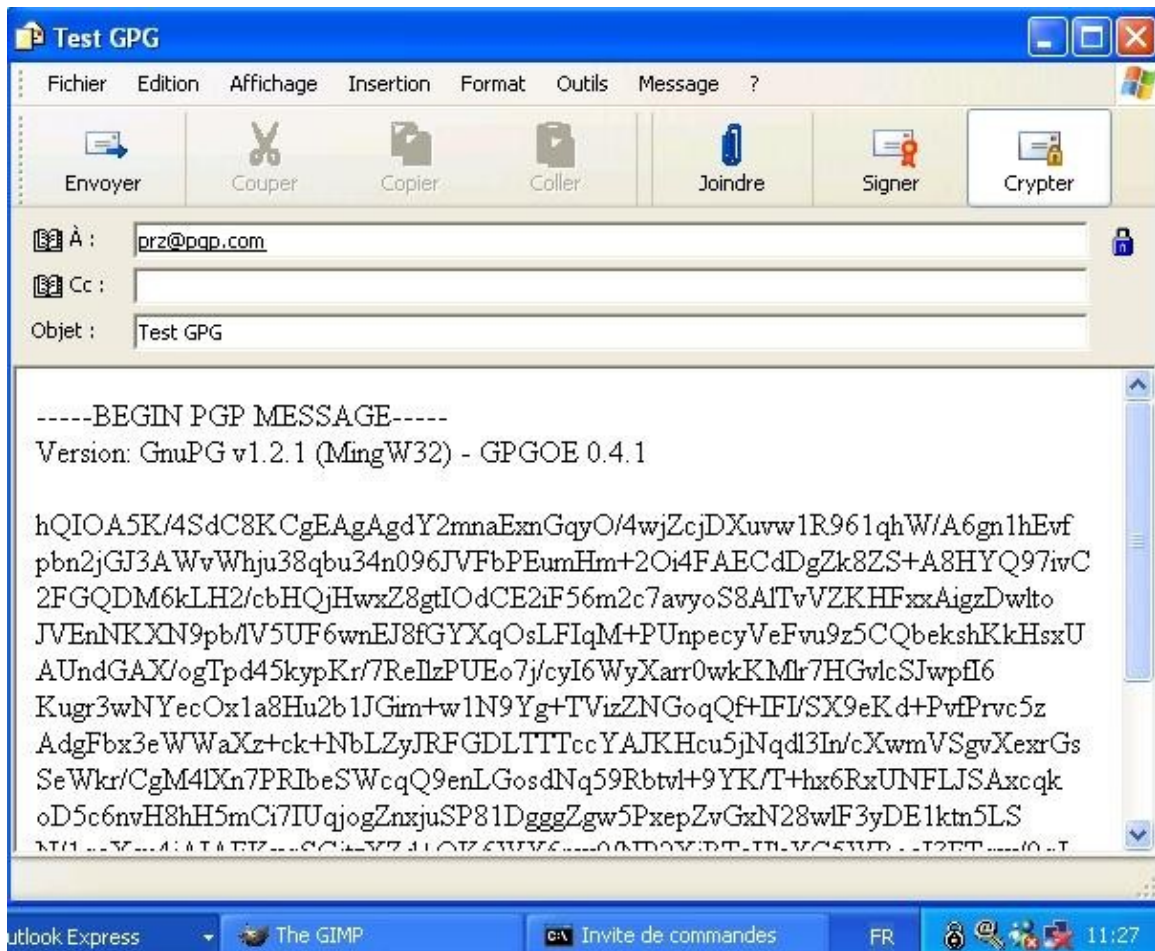 Test GPG
Fichier Edition Affichage Insertion Format Outils Message ?
Envoyer Couper Copier Coller Joindre Signer Crypter
À : prz@pgp.com
Cc :
Objet : Test GPG
-----BEGIN PGP MESSAGE-----
Version: GnuPG v1.2.1 (MingW32) - GPGOE 0.4.1
hQIOA5K/4SdC8KCgEAgAgdY2mnaExnGqyO/4wjZcjDXuvw1R961qhW/A6gn1hEvf
pbn2jGJ3AWvWhju38qbu34n096JVFbPEumHm+2Oi4FAECdDgZk8ZS+A8HYQ97ivC
2FGQDM6kLH2/cbHQjHwxZ8gtIOdCE2iF56m2c7avyoS8AlTvVZKHFxxAigzDwlto
JVEnNKXN9pb/lV5UF6wnEJ8fGYXqOsLFIqM+PUnpecyVeFvu9z5CQbekshKkHsxU
AUndGAX/ogTpd45kypKr/7ReIlzPUEo7j/cyI6WyXarr0wkKMlr7HGvlcSJwpfI6
Kugr3wNYecOx1a8Hu2b1JGim+w1N9Yg+TVizZNGoqQf+IFI/SX9eKd+PvfPrvc5z
AdgFbx3eWWaXz+ck+NbLZyJRFGDLTTTccYAJKHcu5jNqdl3In/cXwmVSgvXexrGs
SeWkr/CgM4lXn7PRIbeSWcqQ9enLGosdNq59Rbtvl+9YK/T+hx6RxUNFLJSAxcqk
oD5c6nvH8hH5mCi7IUqjogZnxjuSP81DgggZgw5PxepZvGxN28wlF3yDE1ktn5LS
utlook Express The GIMP Invite de commandes FR 11:27